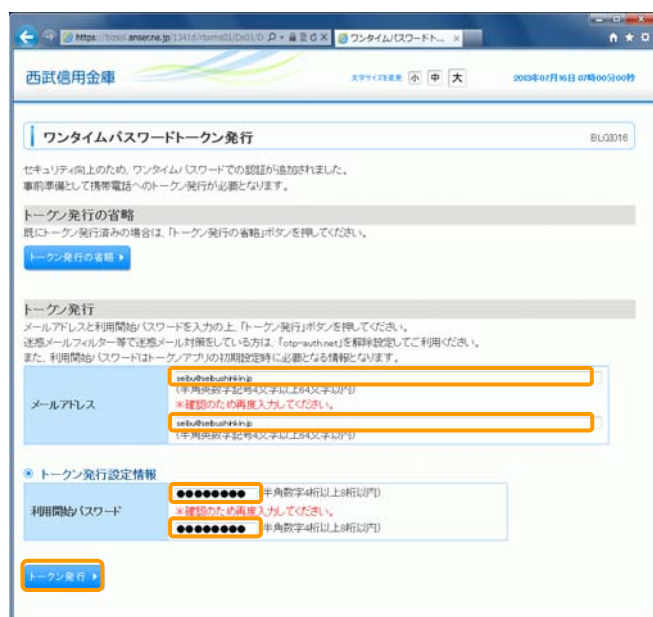 https://bizsol.anser.ne.jp/1341d/rbems01/Ds01/D
ワンタイムパスワードト...
西武信用金庫
文字サイズを変更 小 中 大
2013年07月16日 07時00分00秒
ワンタイムパスワードトークン発行
BLGI016
セキュリティ向上のため、ワンタイムパスワードでの認証が追加されました。
事前準備として携帯電話へのトークン発行が必要となります。
トークン発行の省略
既にトークン発行済みの場合は、「トークン発行の省略」ボタンを押してください。
トークン発行の省略
トークン発行
メールアドレスと利用開始パスワードを入力の上、「トークン発行」ボタンを押してください。
迷惑メールフィルター等で迷惑メール対策をしている方は、「otp-auth.net」を解除設定してご利用ください。
また、利用開始パスワードはトークンアプリの初期設定時に必要となる情報となります。
メールアドレス
seibu@seibushinkin.jp
(半角英数字記号4文字以上64文字以内)
※確認のため再度入力してください。
seibu@seibushinkin.jp
(半角英数字記号4文字以上64文字以内)
トークン発行設定情報
利用開始パスワード
●●●●●●●● 半角数字4桁以上8桁以内)
※確認のため再度入力してください。
●●●●●●●● 半角数字4桁以上8桁以内)
トークン発行